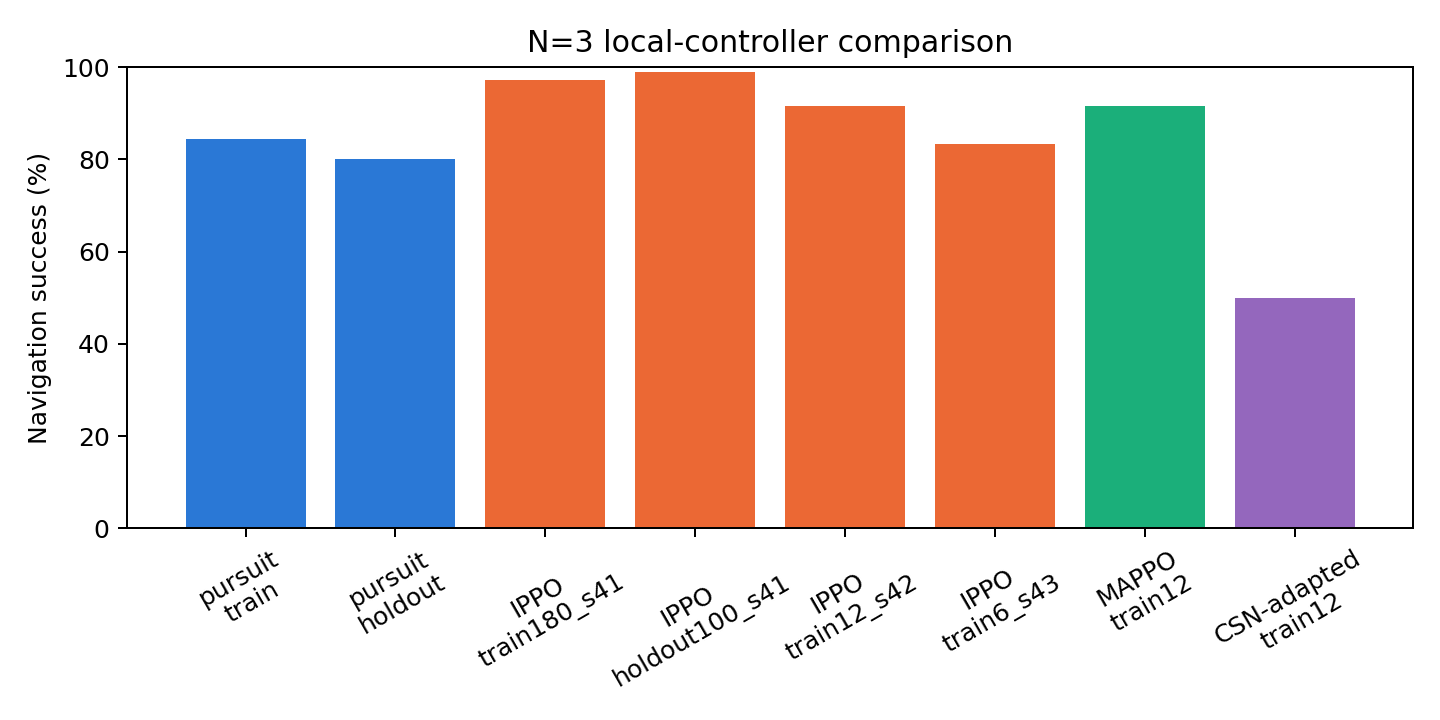 N=3 local-controller comparison
Navigation success (%)
100
80
60
40
20
0
pursuit
train
pursuit
holdout
IPPO
train180_s41
IPPO
holdout100_s41
IPPO
train12_s42
IPPO
train6_s43
MAPPO
train12
CSN-adapted
train12